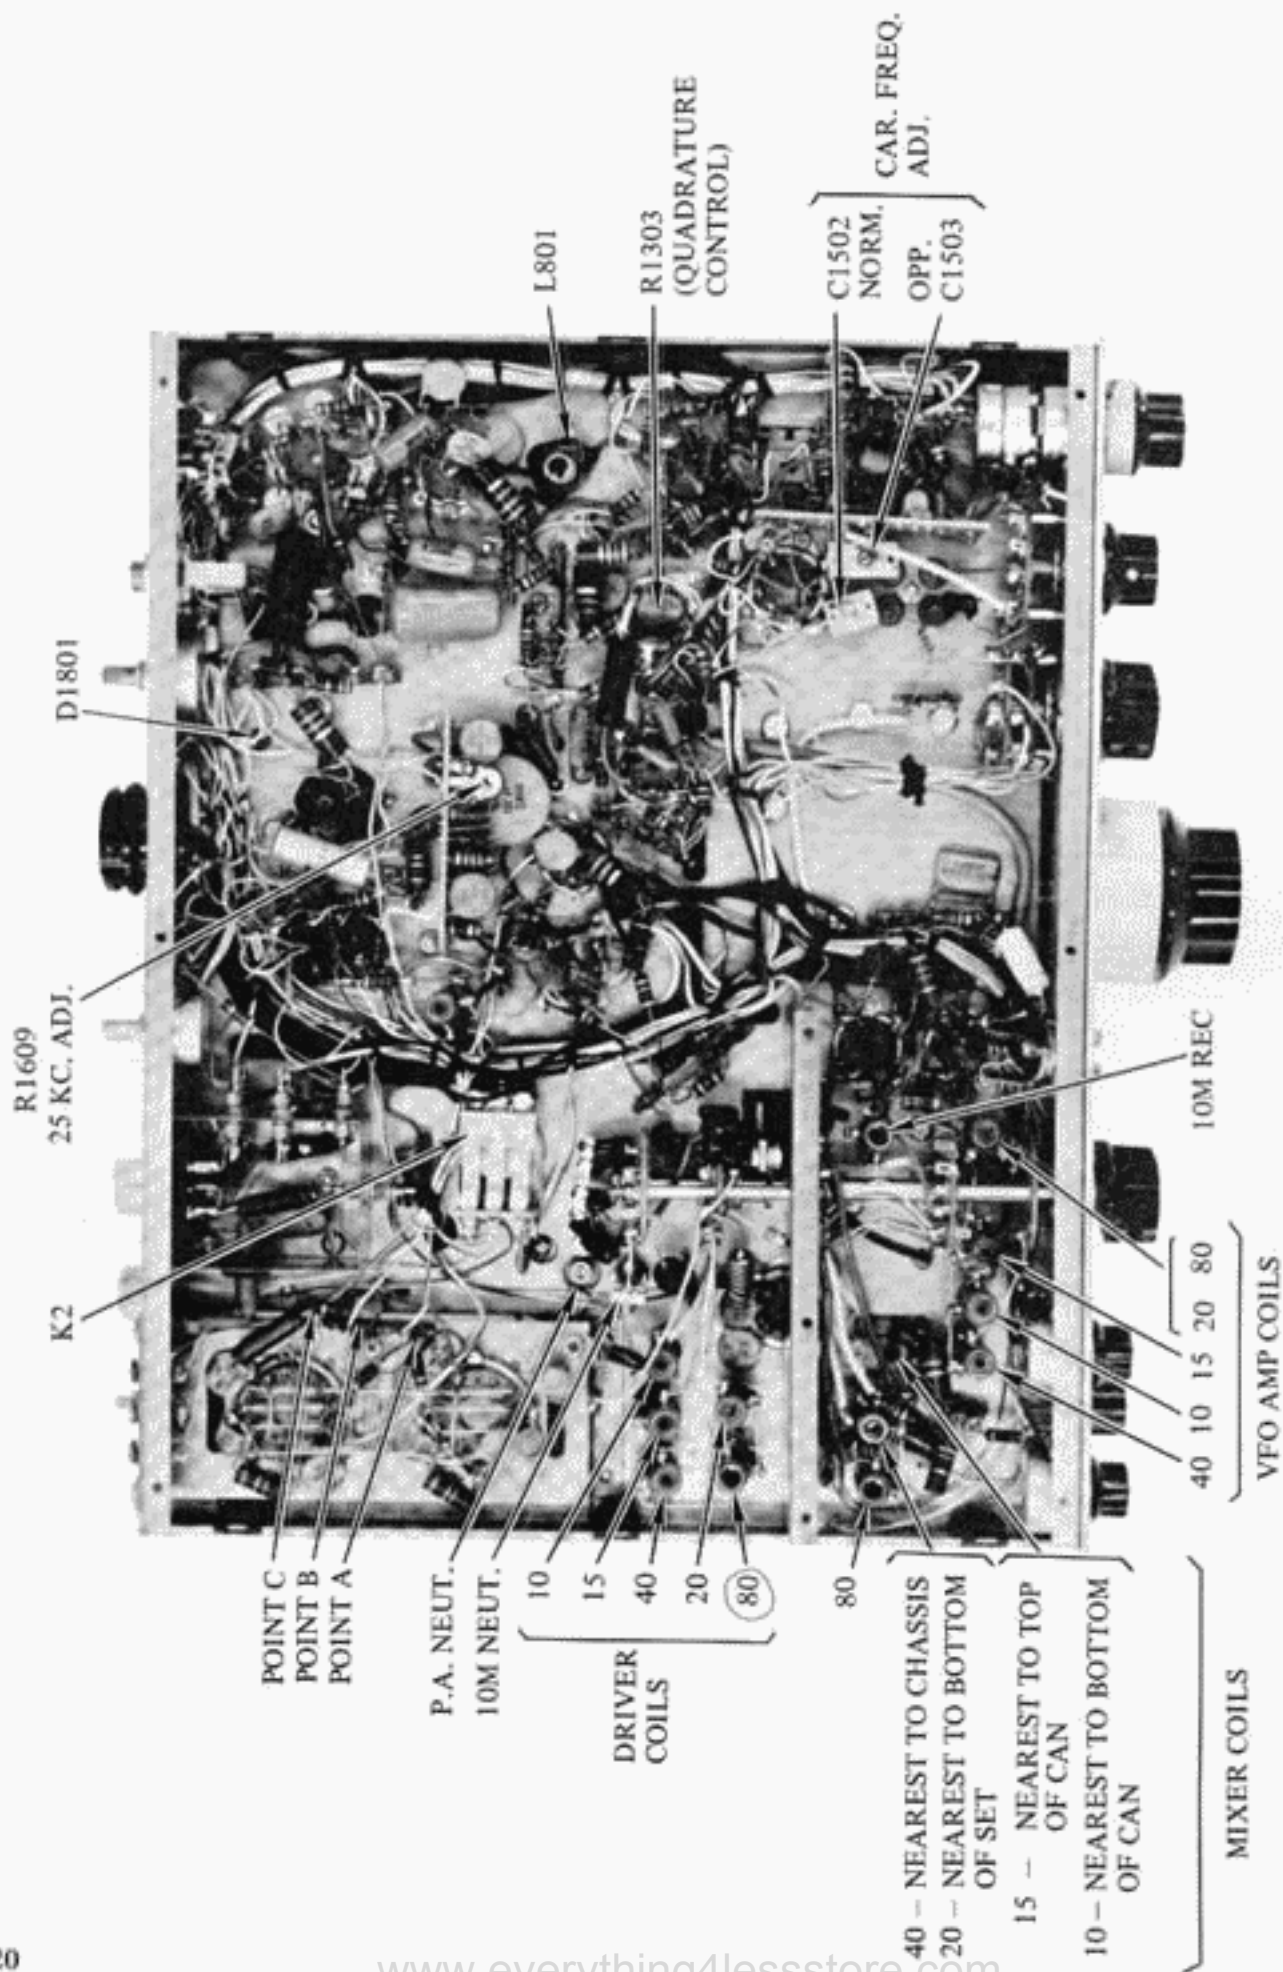 R1609
25 KC. ADJ.
D1801
K2
L801
R1303
(QUADRATURE
CONTROL)
C1502
NORM.
OPP.
C1503
CAR. FREQ.
ADJ.
POINT C
POINT B
POINT A
P.A. NEUT.
10M NEUT.
10
15
40
20
80
DRIVER
COILS
80
40 — NEAREST TO CHASSIS
20 — NEAREST TO BOTTOM
OF SET
15 — NEAREST TO TOP
OF CAN
10 — NEAREST TO BOTTOM
OF CAN
MIXER COILS
40 10 15 20 80
VFO AMP COILS
10M REC
20
www.everything4lessstore.com